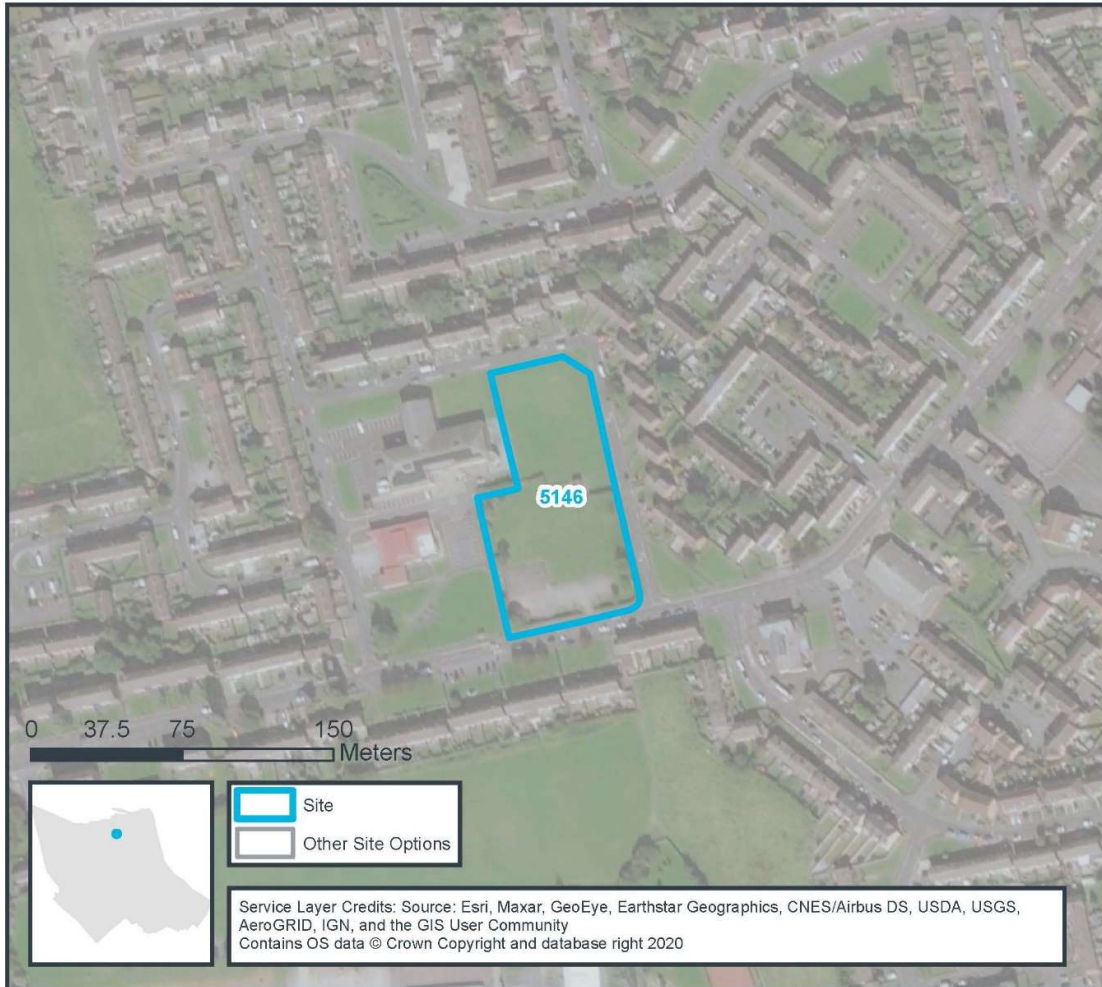 5146
0 37.5 75 150
Meters
Site
Other Site Options
Service Layer Credits: Source: Esri, Maxar, GeoEye, Earthstar Geographics, CNES/Airbus DS, USDA, USGS,
AeroGRID, IGN, and the GIS User Community
Contains OS data © Crown Copyright and database right 2020